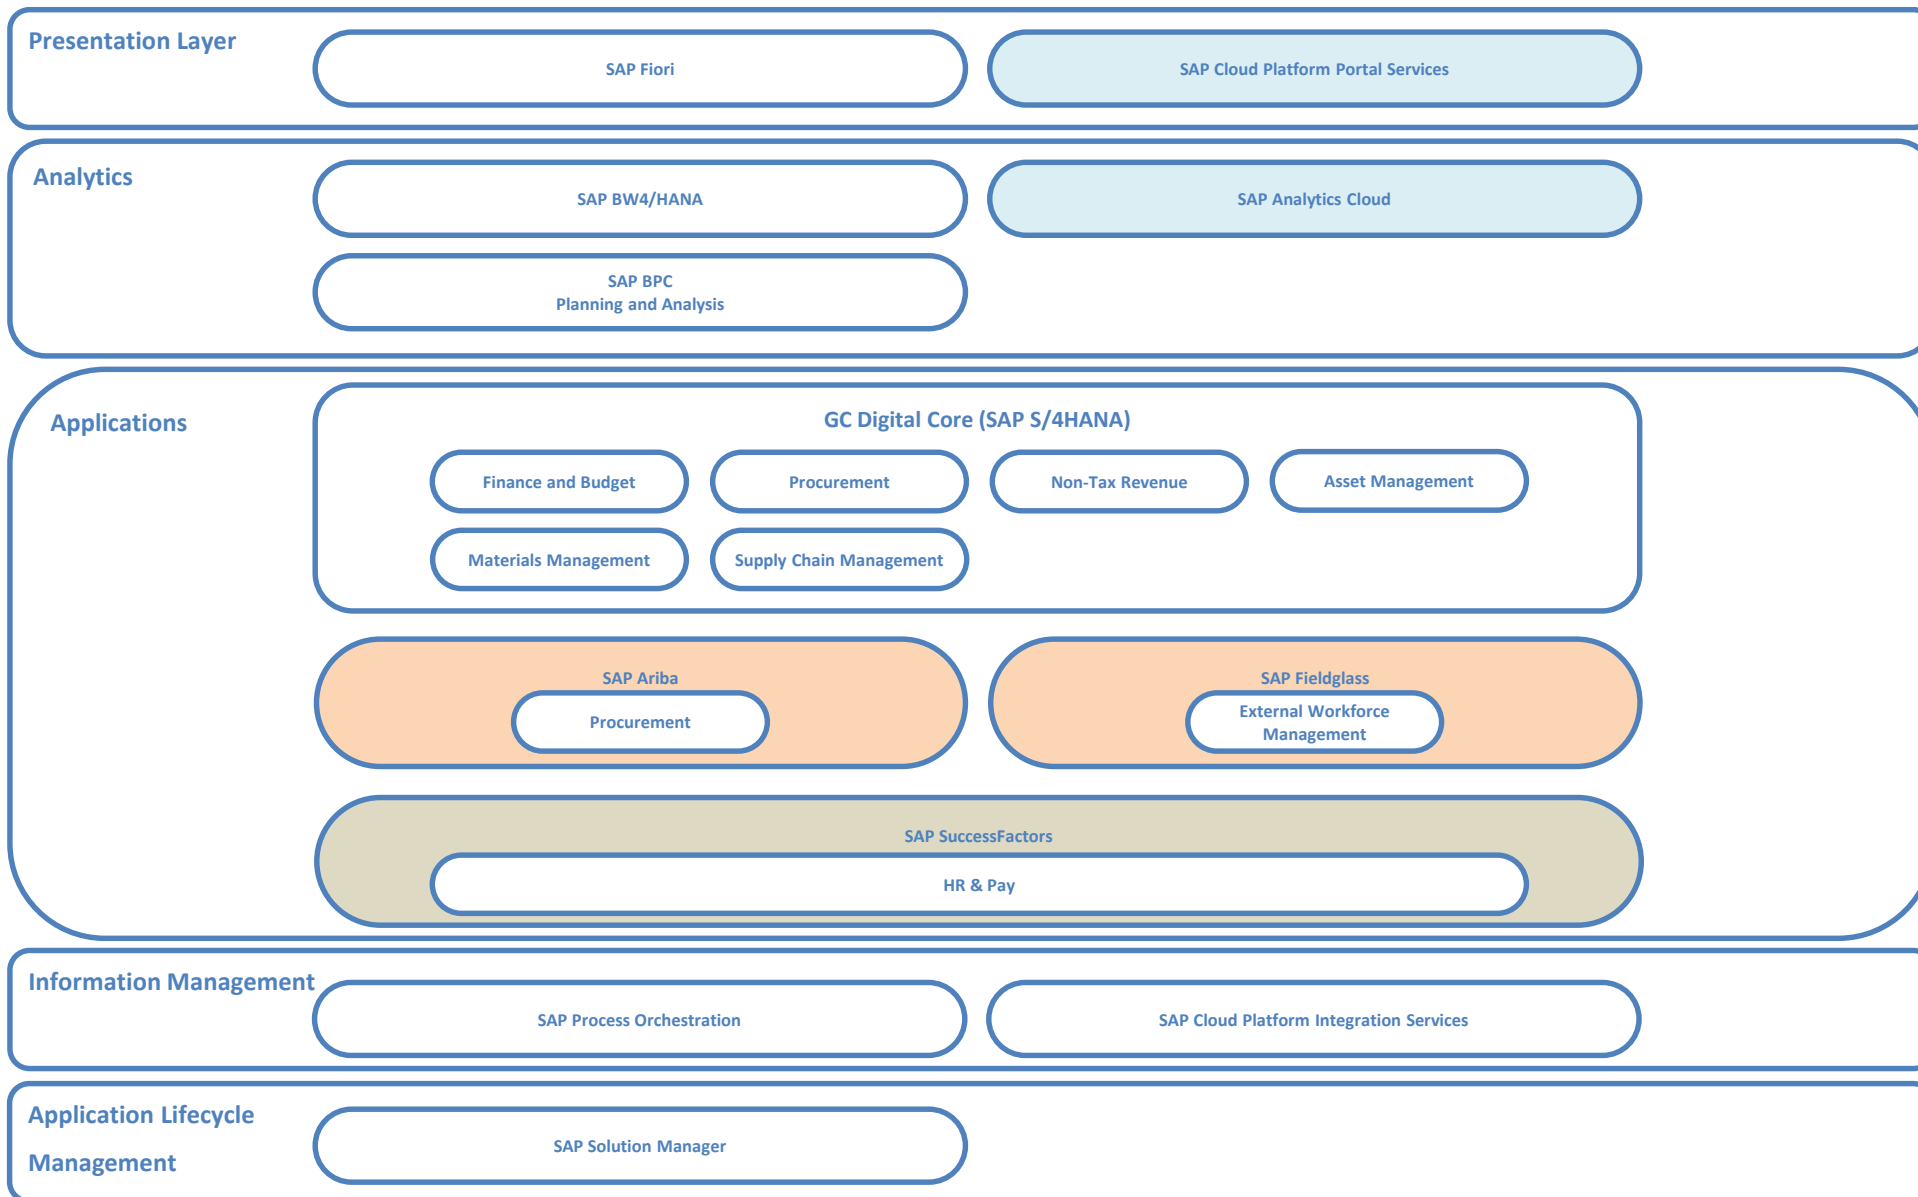 Presentation Layer
SAP Fiori
SAP Cloud Platform Portal Services
Analytics
SAP BW4/HANA
SAP Analytics Cloud
SAP BPC
Planning and Analysis
Applications
GC Digital Core (SAP S/4HANA)
Finance and Budget
Procurement
Non-Tax Revenue
Asset Management
Materials Management
Supply Chain Management
SAP Ariba
Procurement
SAP Fieldglass
External Workforce
Management
SAP SuccessFactors
HR & Pay
Information Management
SAP Process Orchestration
SAP Cloud Platform Integration Services
Application Lifecycle
Management
SAP Solution Manager